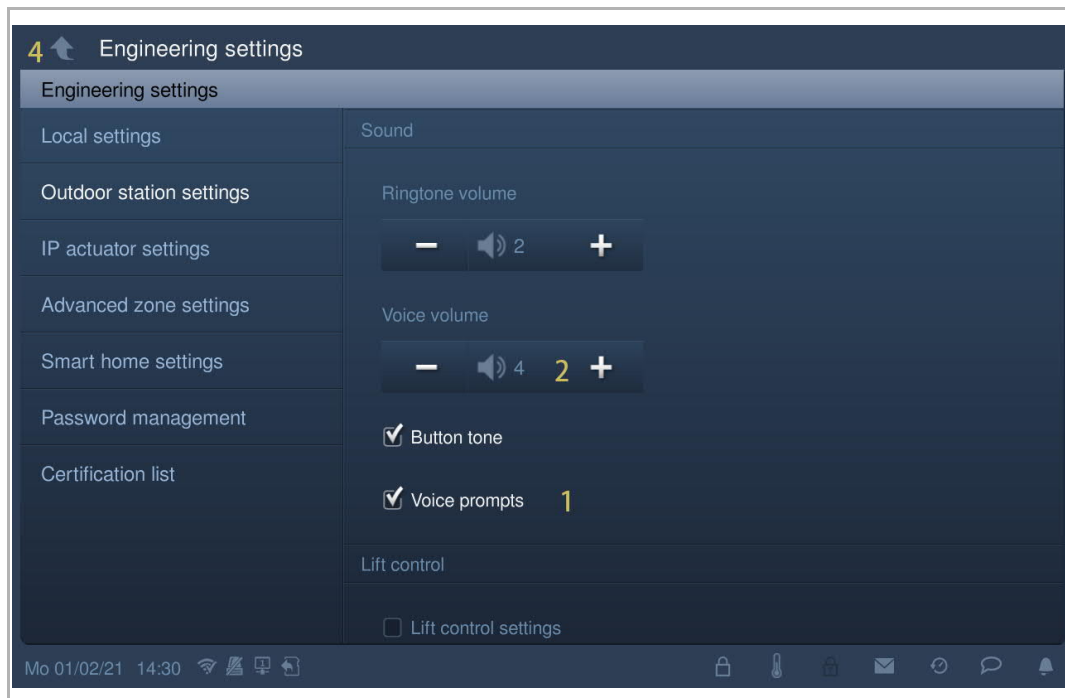 4 Engineering settings
Engineering settings
Local settings
Outdoor station settings
IP actuator settings
Advanced zone settings
Smart home settings
Password management
Certification list
Sound
Ringtone volume
− 2 +
Voice volume
− 4 2 +
Button tone
Voice prompts 1
Lift control
Lift control settings
Mo 01/02/21 14:30